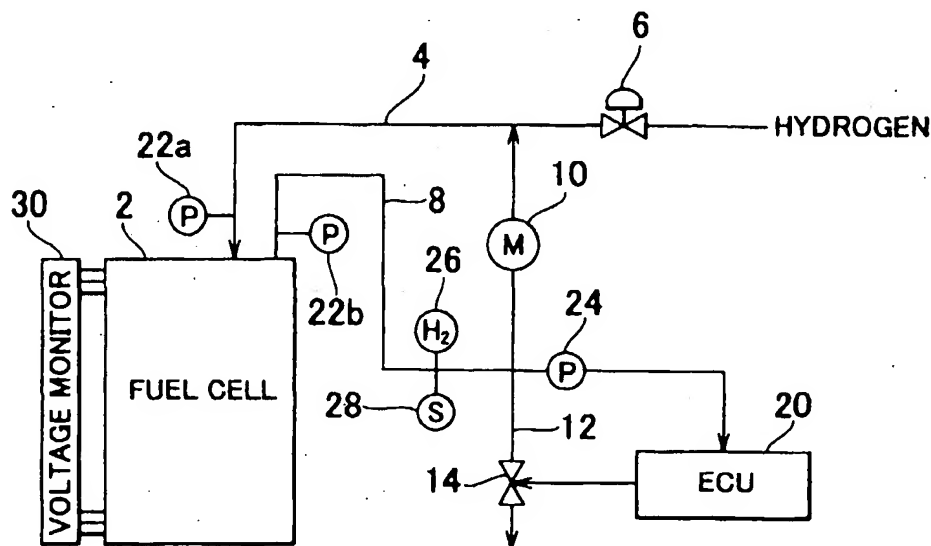 6
4
HYDROGEN
22a
10
30
2
P
8
M
26
P
22b
24
H₂
P
VOLTAGE MONITOR
FUEL CELL
28
S
12
20
14
ECU